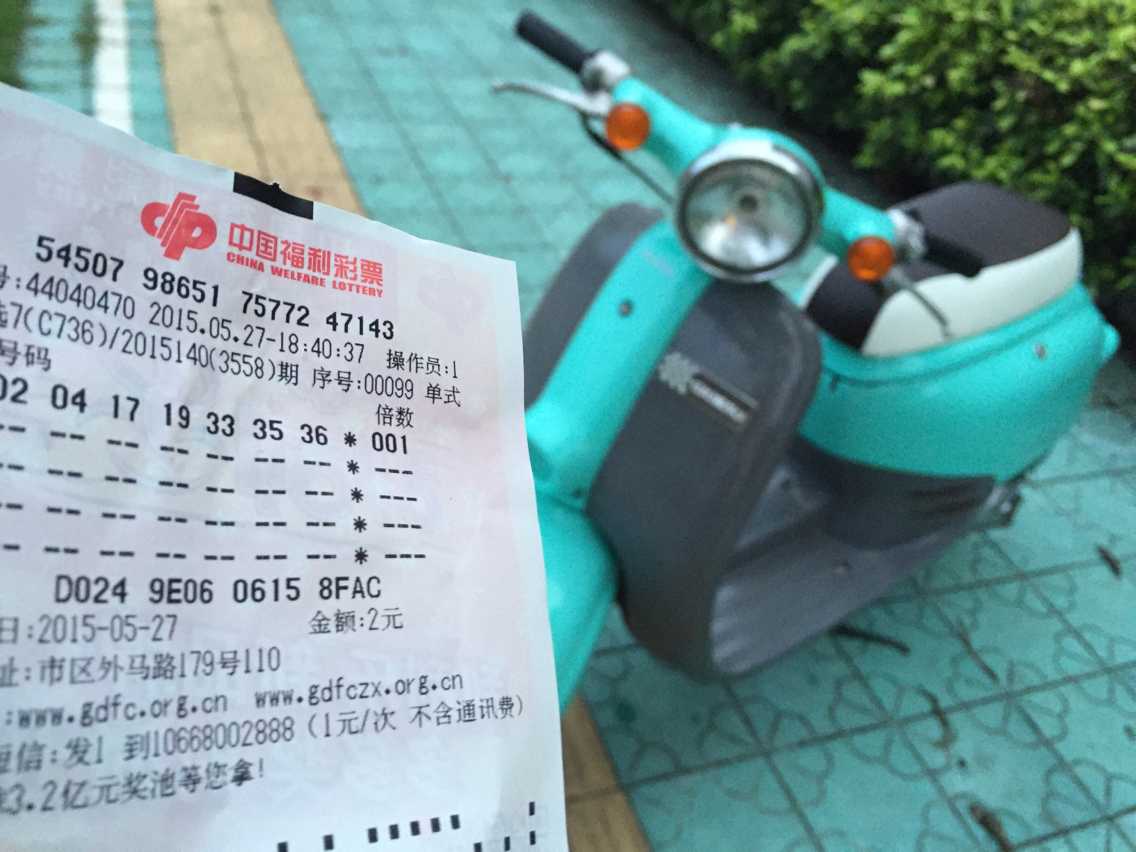 中国福利彩票
CHINA WELFARE LOTTERY
54507 98651 75772 47143
号:44040470 2015.05.27-18:40:37 操作员:1
选7(C736)/2015140(3558)期 序号:00099 单式
号码 倍数
02 04 17 19 33 35 36 * 001
-- -- -- -- -- -- -- * ---
-- -- -- -- -- -- -- * ---
-- -- -- -- -- -- -- * ---
-- -- -- -- -- -- -- * ---
D024 9E06 0615 8FAC
日:2015-05-27 金额:2元
址:市区外马路179号110
:www.gdfc.org.cn www.gdfczx.org.cn
短信:发1 到10668002888(1元/次 不含通讯费)
3.2亿元奖池等您拿!